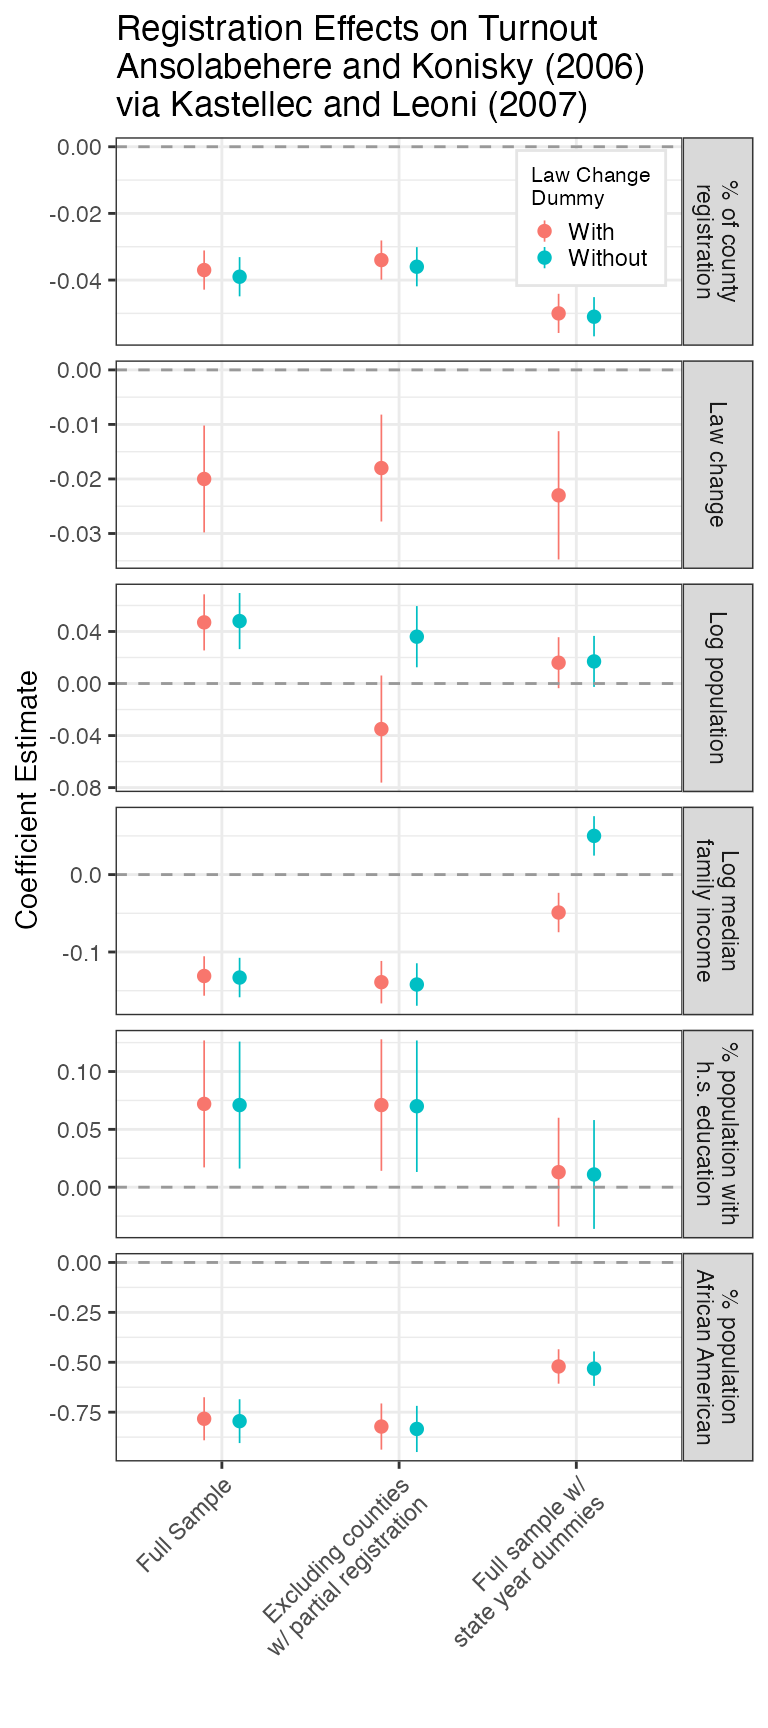 Registration Effects on Turnout
Ansolabehere and Konisky (2006)
via Kastellec and Leoni (2007)
0.00
-0.02
-0.04
Law Change
Dummy
With
Without
% of county
registration
0.00
-0.01
-0.02
-0.03
Law change
0.04
0.00
-0.04
-0.08
Log population
Coefficient Estimate
0.0
-0.1
Log median
family income
0.10
0.05
0.00
% population with
h.s. education
0.00
-0.25
-0.50
-0.75
% population
African American
Full Sample
Excluding counties
w/ partial registration
Full sample w/
state year dummies